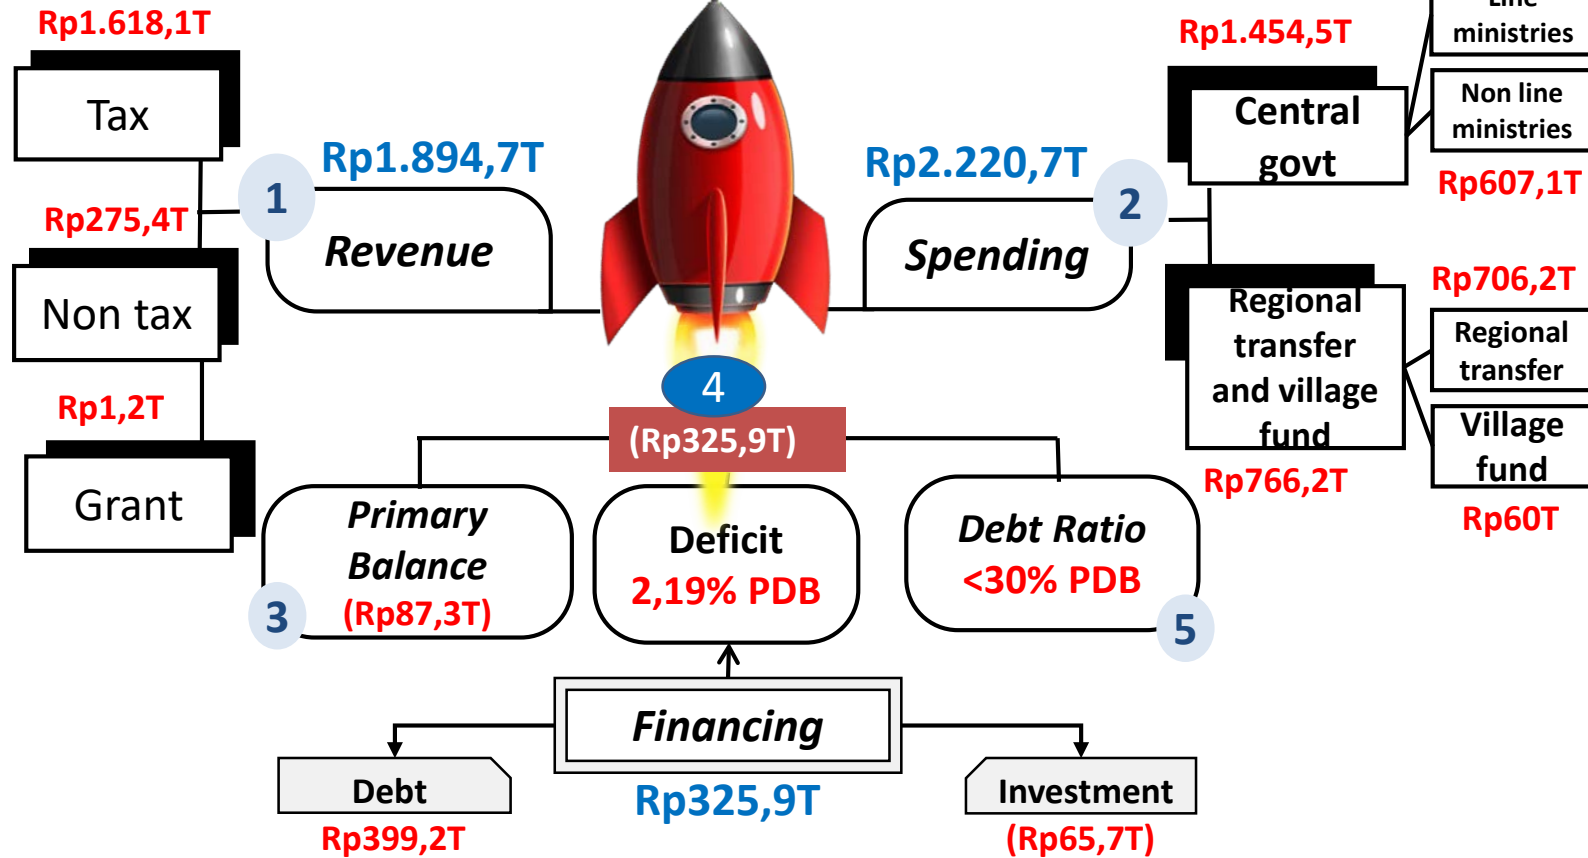 Rp1.618,1T
Tax
Rp275,4T
Non tax
Rp1,2T
Grant
1
Rp1.894,7T
Revenue
Rp2.220,7T
2
Spending
Rp1.454,5T
Central
govt
Line
ministries
Non line
ministries
Rp607,1T
Regional
transfer
and village
fund
Rp766,2T
Rp706,2T
Regional
transfer
Village
fund
Rp60T
4
(Rp325,9T)
Primary
Balance
(Rp87,3T)
3
Deficit
2,19% PDB
Debt Ratio
<30% PDB
5
Financing
Rp325,9T
Debt
Rp399,2T
Investment
(Rp65,7T)